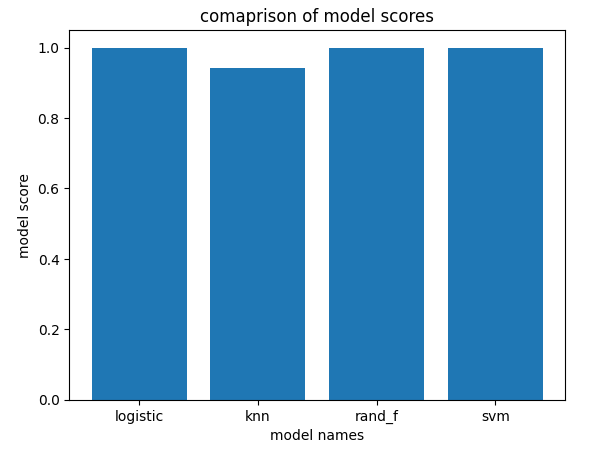 comaprison of model scores
1.0
0.8
0.6
0.4
0.2
0.0
model score
logistic knn rand_f svm
model names